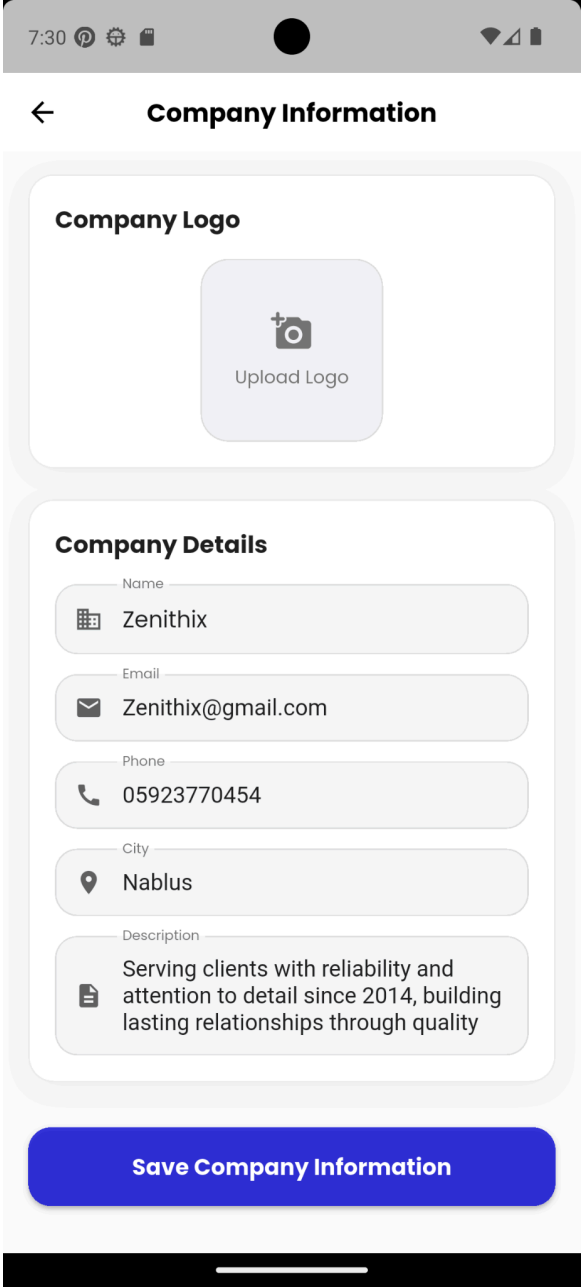 7:30
Company Information
Company Logo
Upload Logo
Company Details
Name
Zenithix
Email
Zenithix@gmail.com
Phone
05923770454
City
Nablus
Description
Serving clients with reliability and
attention to detail since 2014, building
lasting relationships through quality
Save Company Information